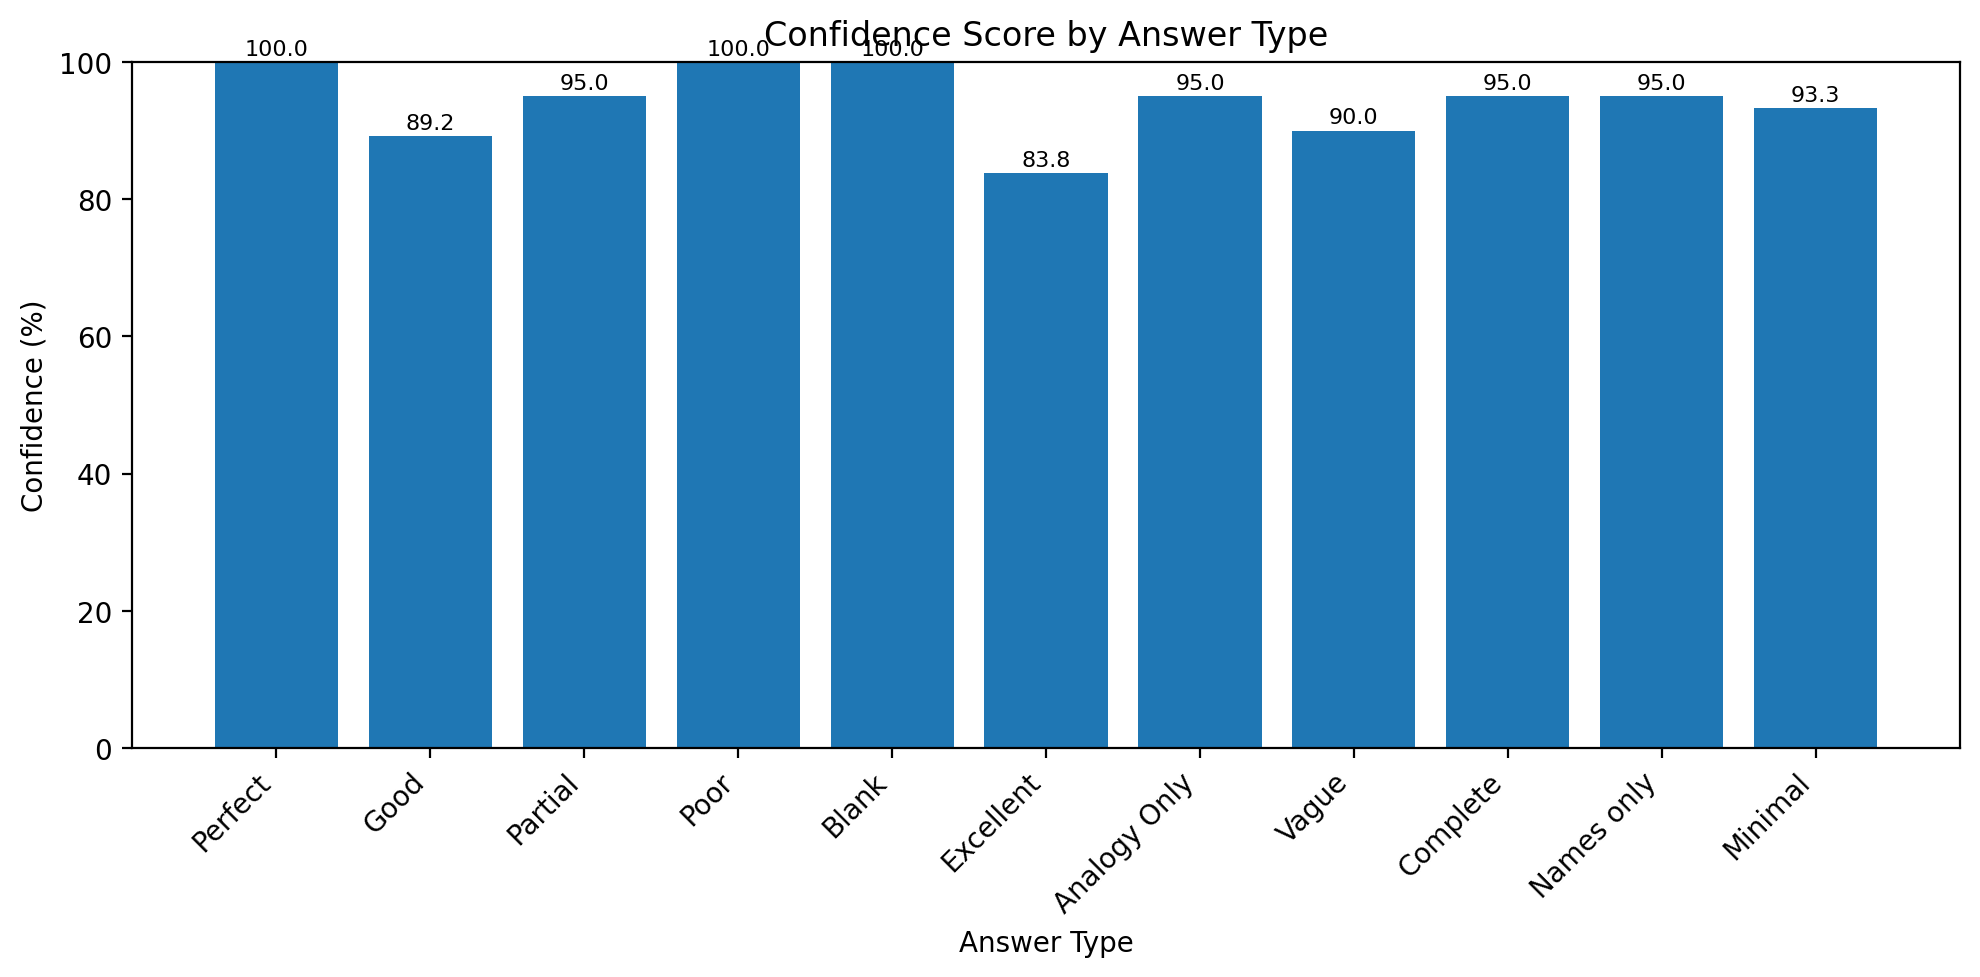 Confidence Score by Answer Type
100.0
89.2
95.0
100.0
100.0
83.8
95.0
90.0
95.0
95.0
93.3
100
80
60
40
20
0
Confidence (%)
Perfect
Good
Partial
Poor
Blank
Excellent
Analogy Only
Vague
Complete
Names only
Minimal
Answer Type